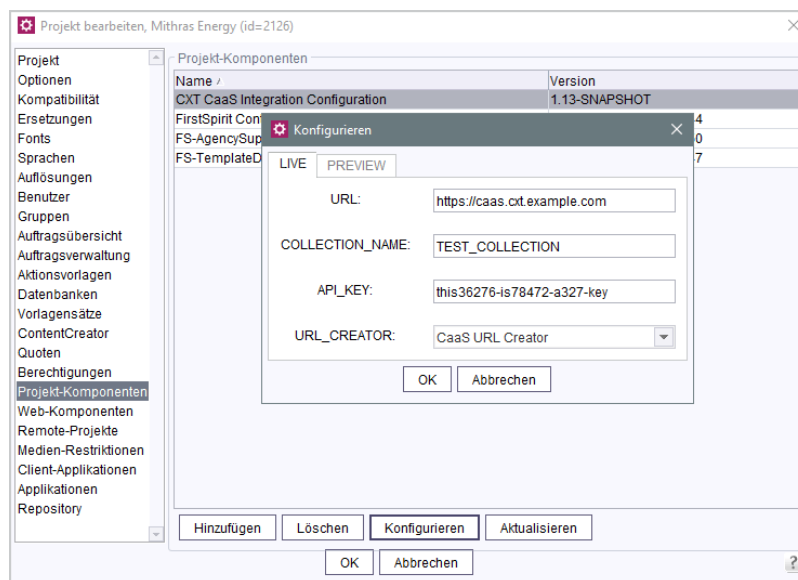 Projekt bearbeiten, Mithras Energy (id=2126)
Projekt
Optionen
Kompatibilität
Ersetzungen
Fonts
Sprachen
Auflösungen
Benutzer
Gruppen
Auftragsübersicht
Auftragsverwaltung
Aktionsvorlagen
Datenbanken
Vorlagensätze
ContentCreator
Quoten
Berechtigungen
Projekt-Komponenten
Web-Komponenten
Remote-Projekte
Medien-Restriktionen
Client-Applikationen
Applikationen
Repository
Projekt-Komponenten
Name Version
CXT CaaS Integration Configuration 1.13-SNAPSHOT
FirstSpirit Con 4
FS-AgencySup 0
FS-TemplateD 7
Konfigurieren
LIVE PREVIEW
URL: https://caas.cxt.example.com
COLLECTION_NAME: TEST_COLLECTION
API_KEY: this36276-is78472-a327-key
URL_CREATOR: CaaS URL Creator
OK Abbrechen
Hinzufügen Löschen Konfigurieren Aktualisieren
OK Abbrechen ?